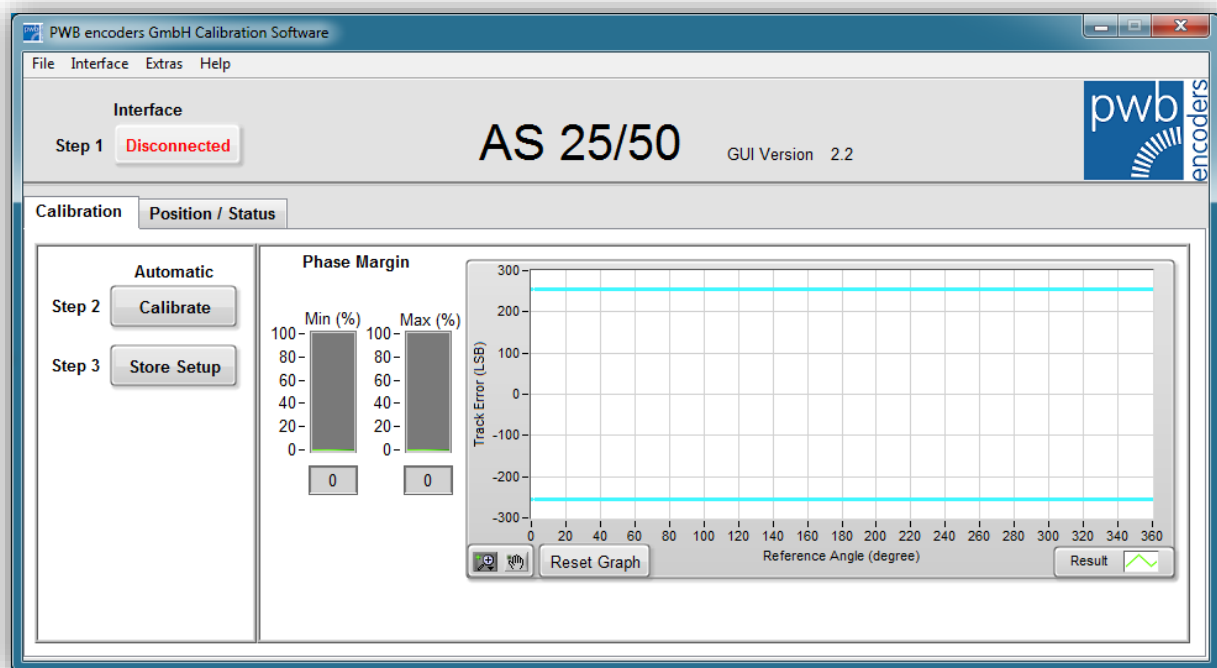 pwb
PWB encoders GmbH Calibration Software
File Interface Extras Help
Interface
Step 1 Disconnected
AS 25/50
GUI Version 2.2
pwb
encoders
Calibration
Position / Status
Automatic
Step 2 Calibrate
Step 3 Store Setup
Phase Margin
Min (%)
100
80
60
40
20
0
0
Max (%)
100
80
60
40
20
0
0
Track Error (LSB)
300
200
100
0
-100
-200
-300
0 20 40 60 80 100 120 140 160 180 200 220 240 260 280 300 320 340 360
Reference Angle (degree)
Reset Graph
Result